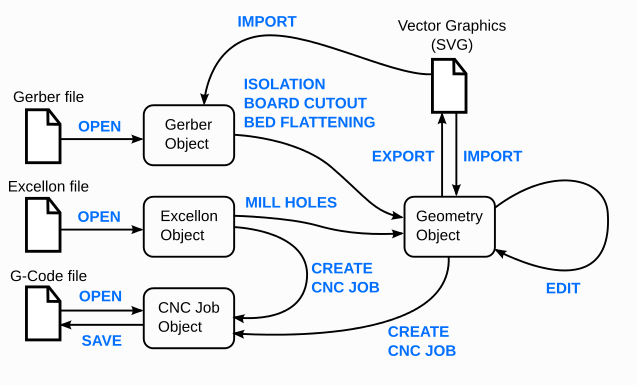 IMPORT
Vector Graphics
(SVG)
Gerber file
OPEN
Gerber
Object
ISOLATION
BOARD CUTOUT
BED FLATTENING
EXPORT
IMPORT
Excellon file
OPEN
Excellon
Object
MILL HOLES
Geometry
Object
EDIT
G-Code file
OPEN
SAVE
CNC Job
Object
CREATE
CNC JOB
CREATE
CNC JOB